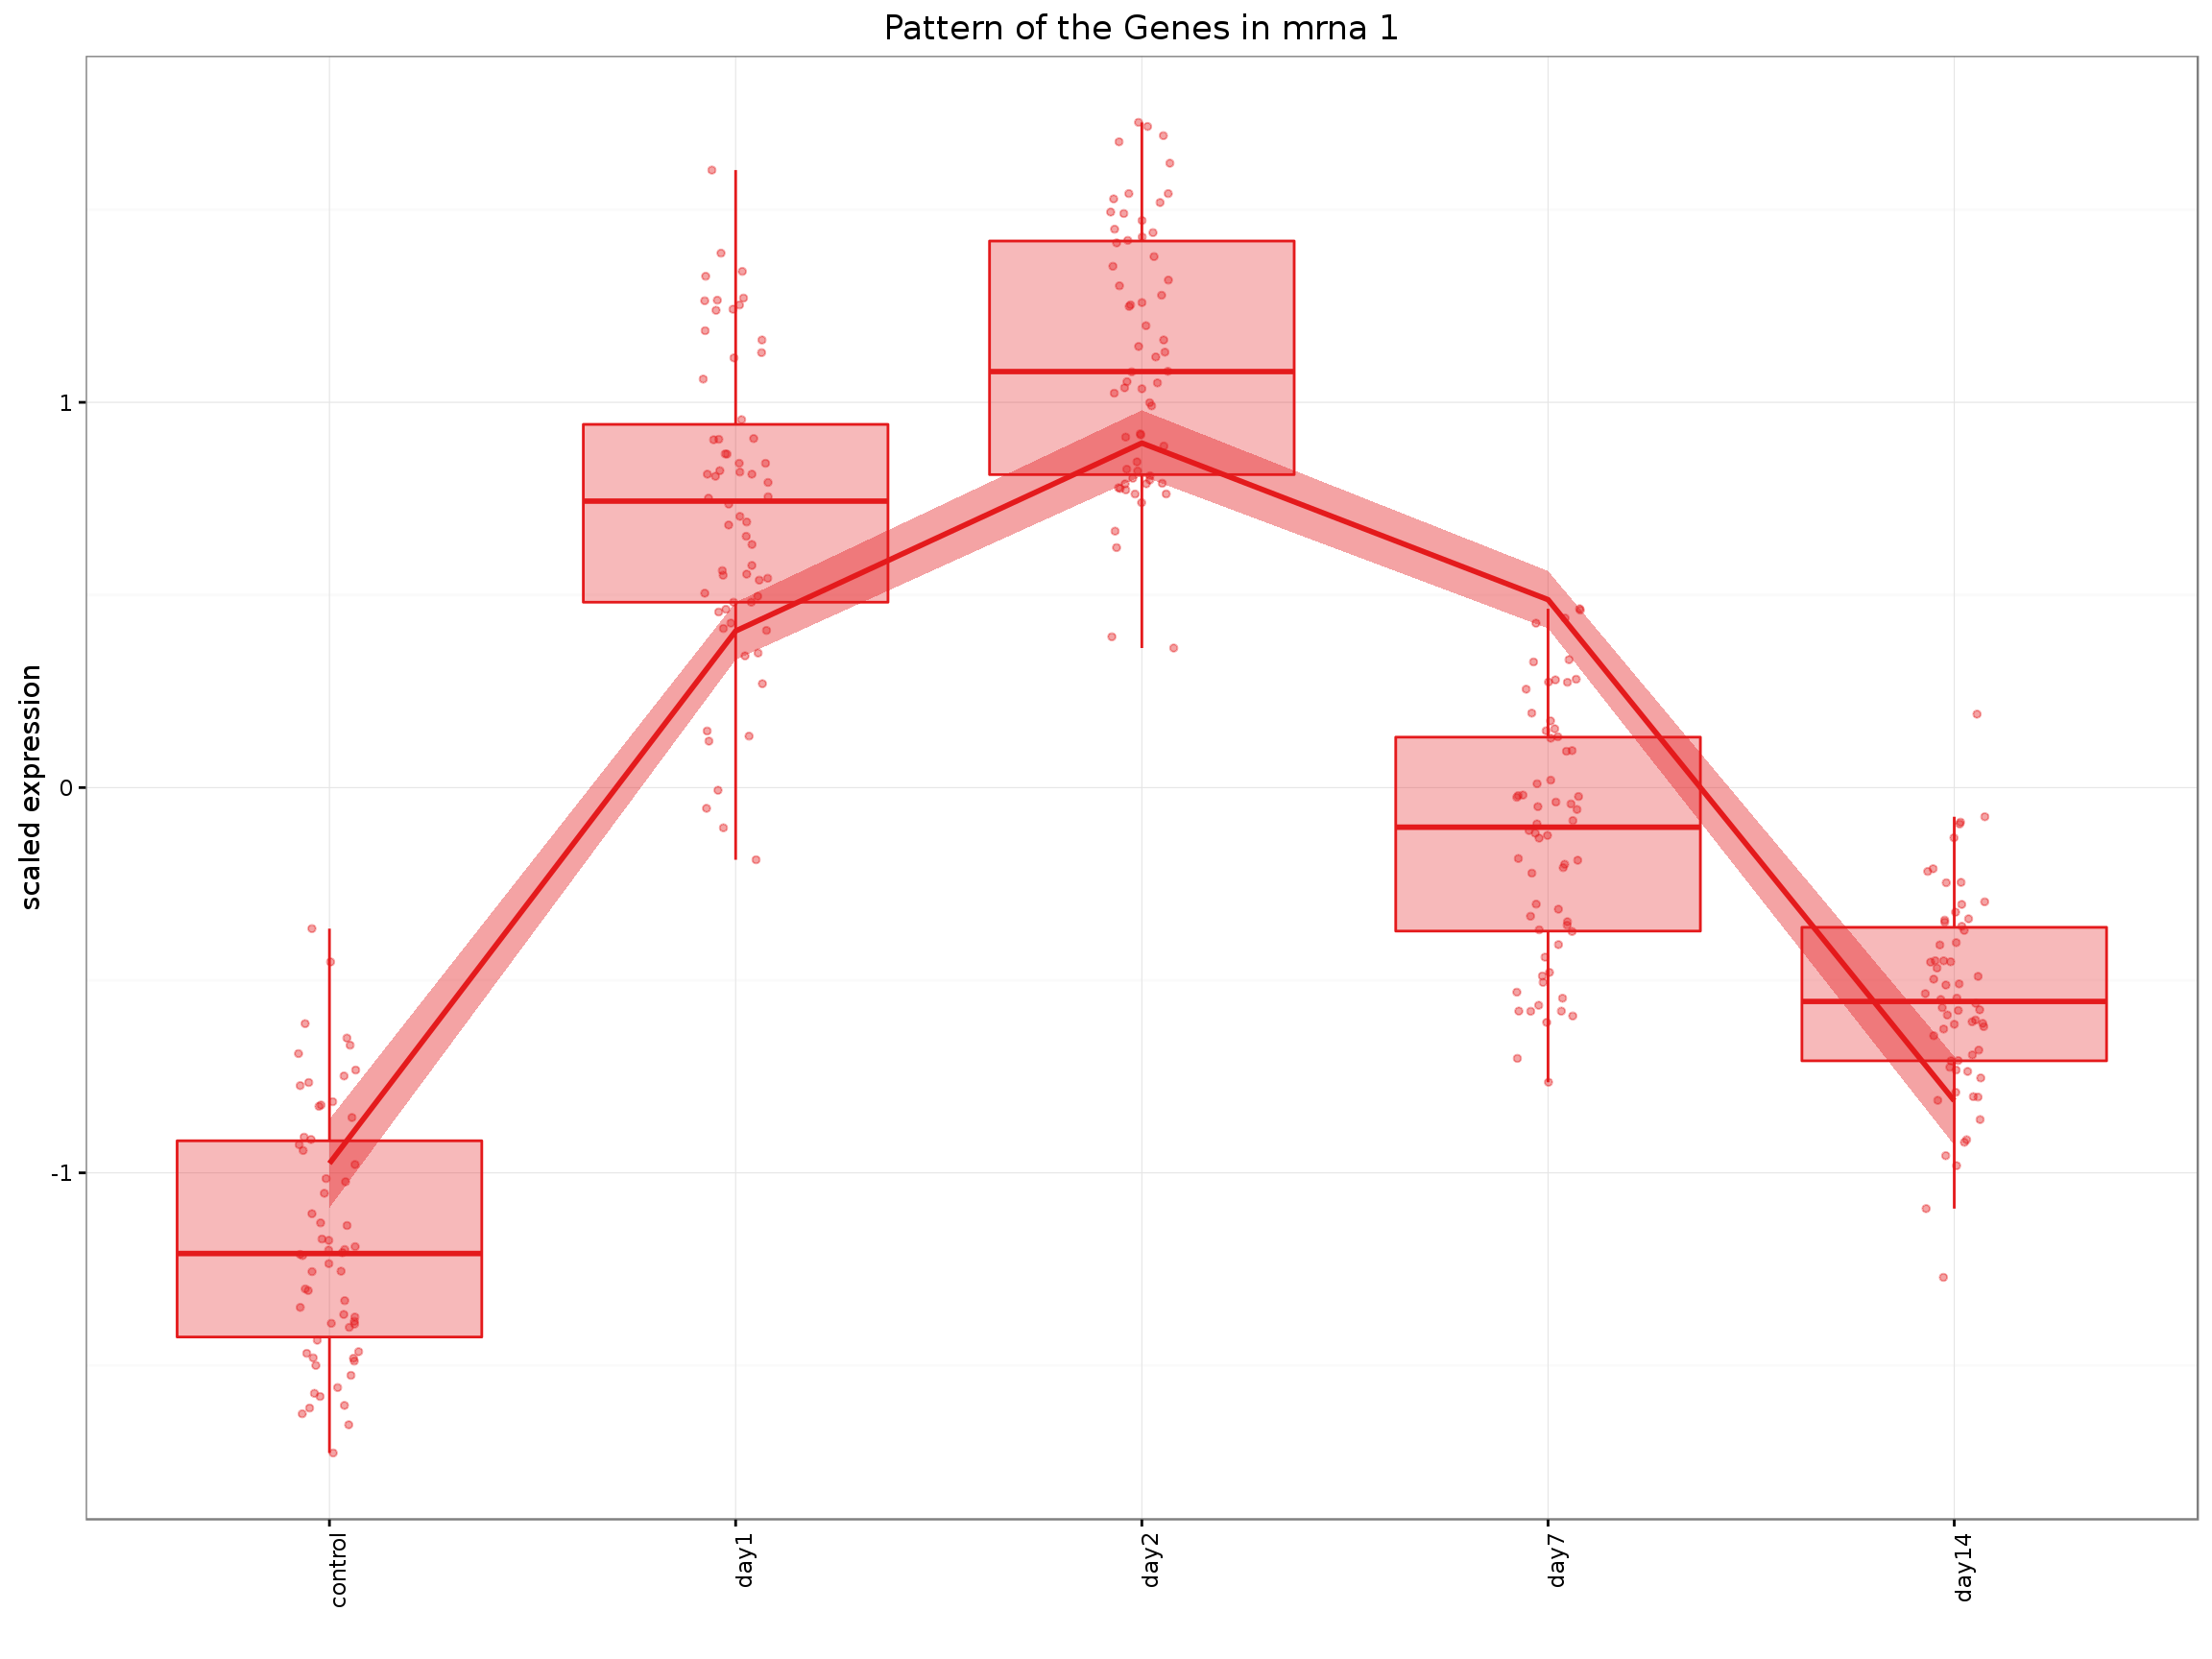 Pattern of the Genes in mrna 1
scaled expression
1
0
-1
control
day1
day2
day7
day14